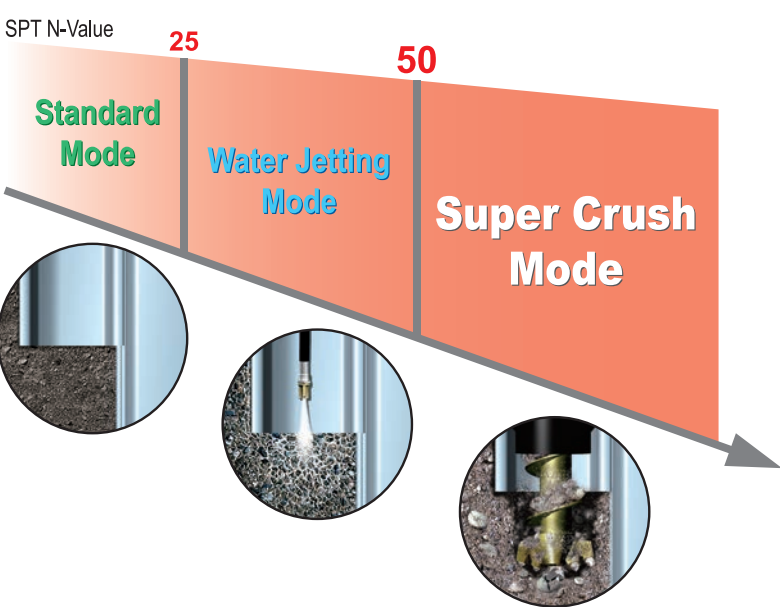 SPT N-Value
25
50
Standard
Mode
Water Jetting
Mode
Super Crush
Mode